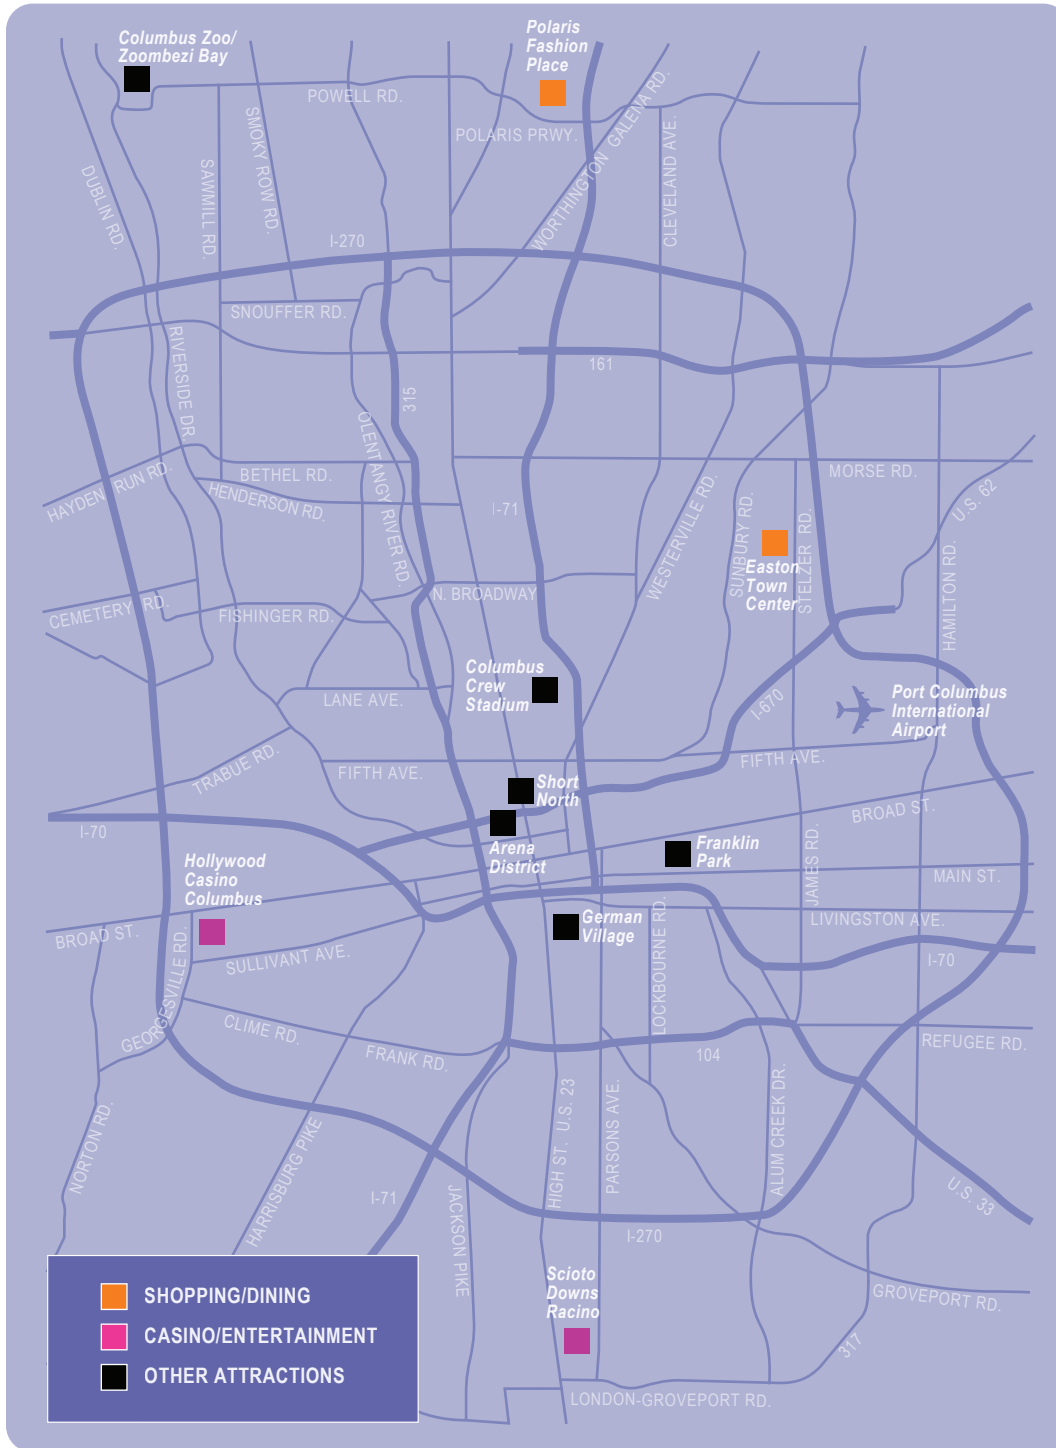 Columbus Zoo/
Zoombezi Bay
Polaris
Fashion
Place
POWELL RD.
POLARIS PRWY.
WORTHINGTON GALENA RD.
CLEVELAND AVE.
SMOKY ROW RD.
SAWMILL RD.
DUBLIN RD.
I-270
SNOUFFER RD.
RIVERSIDE DR.
161
315
OLENTANGY RIVER RD.
BETHEL RD.
HENDERSON RD.
HAYDEN RUN RD.
MORSE RD.
U.S. 62
I-71
WESTERVILLE RD.
SUNBURY RD.
STELZER RD.
HAMILTON RD.
Easton
Town
Center
N. BROADWAY
CEMETERY RD.
FISHINGER RD.
Columbus
Crew
Stadium
LANE AVE.
I-670
Port Columbus
International
Airport
TRABUE RD.
FIFTH AVE.
FIFTH AVE.
Short
North
BROAD ST.
I-70
Arena
District
Franklin
Park
JAMES RD.
MAIN ST.
Hollywood
Casino
Columbus
BROAD ST.
GEORGESVILLE RD.
SULLIVANT AVE.
German
Village
LOCKBOURNE RD.
LIVINGSTON AVE.
I-70
CLIME RD.
FRANK RD.
104
REFUGEE RD.
NORTON RD.
HARRISBURG PIKE
I-71
JACKSON PIKE
HIGH ST. U.S. 23
PARSONS AVE.
ALUM CREEK DR.
U.S. 33
I-270
Scioto
Downs
Racino
GROVEPORT RD.
317
LONDON-GROVEPORT RD.
SHOPPING/DINING
CASINO/ENTERTAINMENT
OTHER ATTRACTIONS